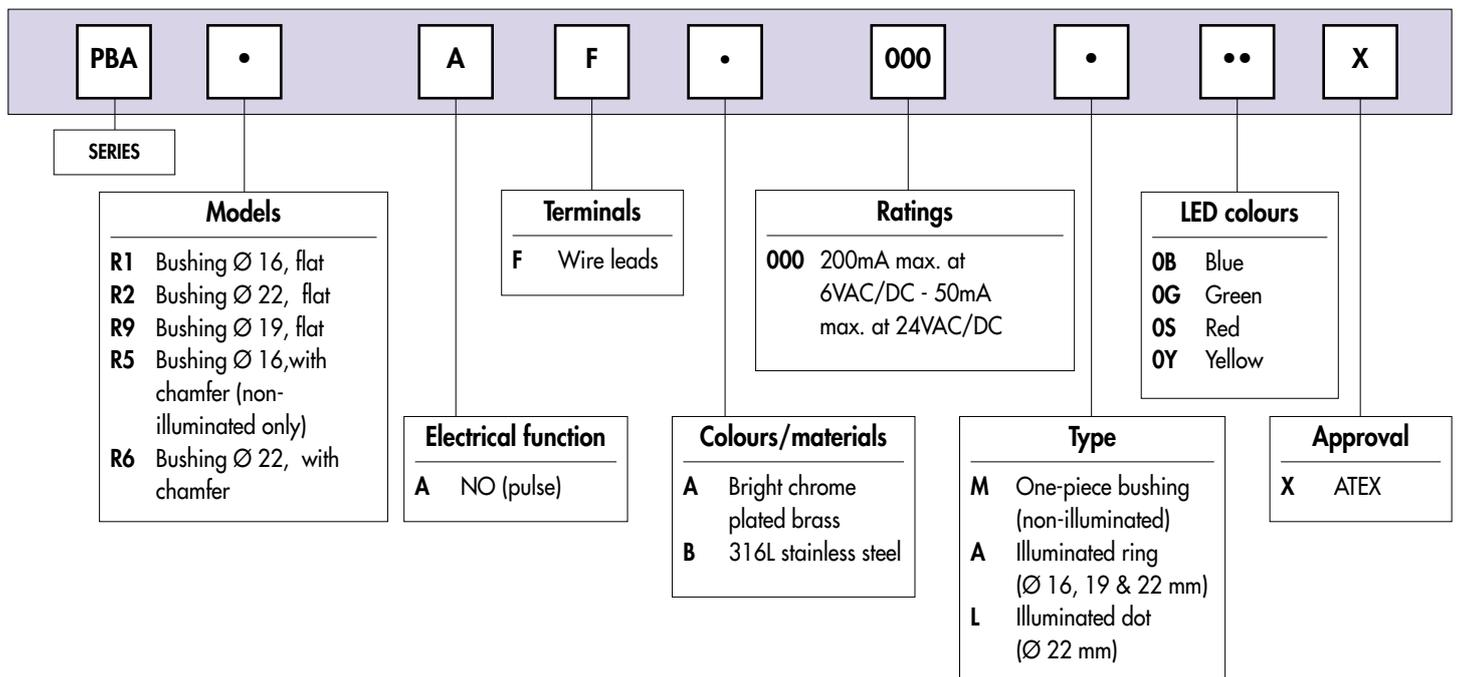 PBA • A F • 000 • •• X
SERIES
Models
R1 Bushing Ø 16, flat
R2 Bushing Ø 22, flat
R9 Bushing Ø 19, flat
R5 Bushing Ø 16,with
chamfer (non-
illuminated only)
R6 Bushing Ø 22, with
chamfer
Electrical function
A NO (pulse)
Terminals
F Wire leads
Colours/materials
A Bright chrome
plated brass
B 316L stainless steel
Ratings
000 200mA max. at
6VAC/DC - 50mA
max. at 24VAC/DC
Type
M One-piece bushing
(non-illuminated)
A Illuminated ring
(Ø 16, 19 & 22 mm)
L Illuminated dot
(Ø 22 mm)
LED colours
0B Blue
0G Green
0S Red
0Y Yellow
Approval
X ATEX